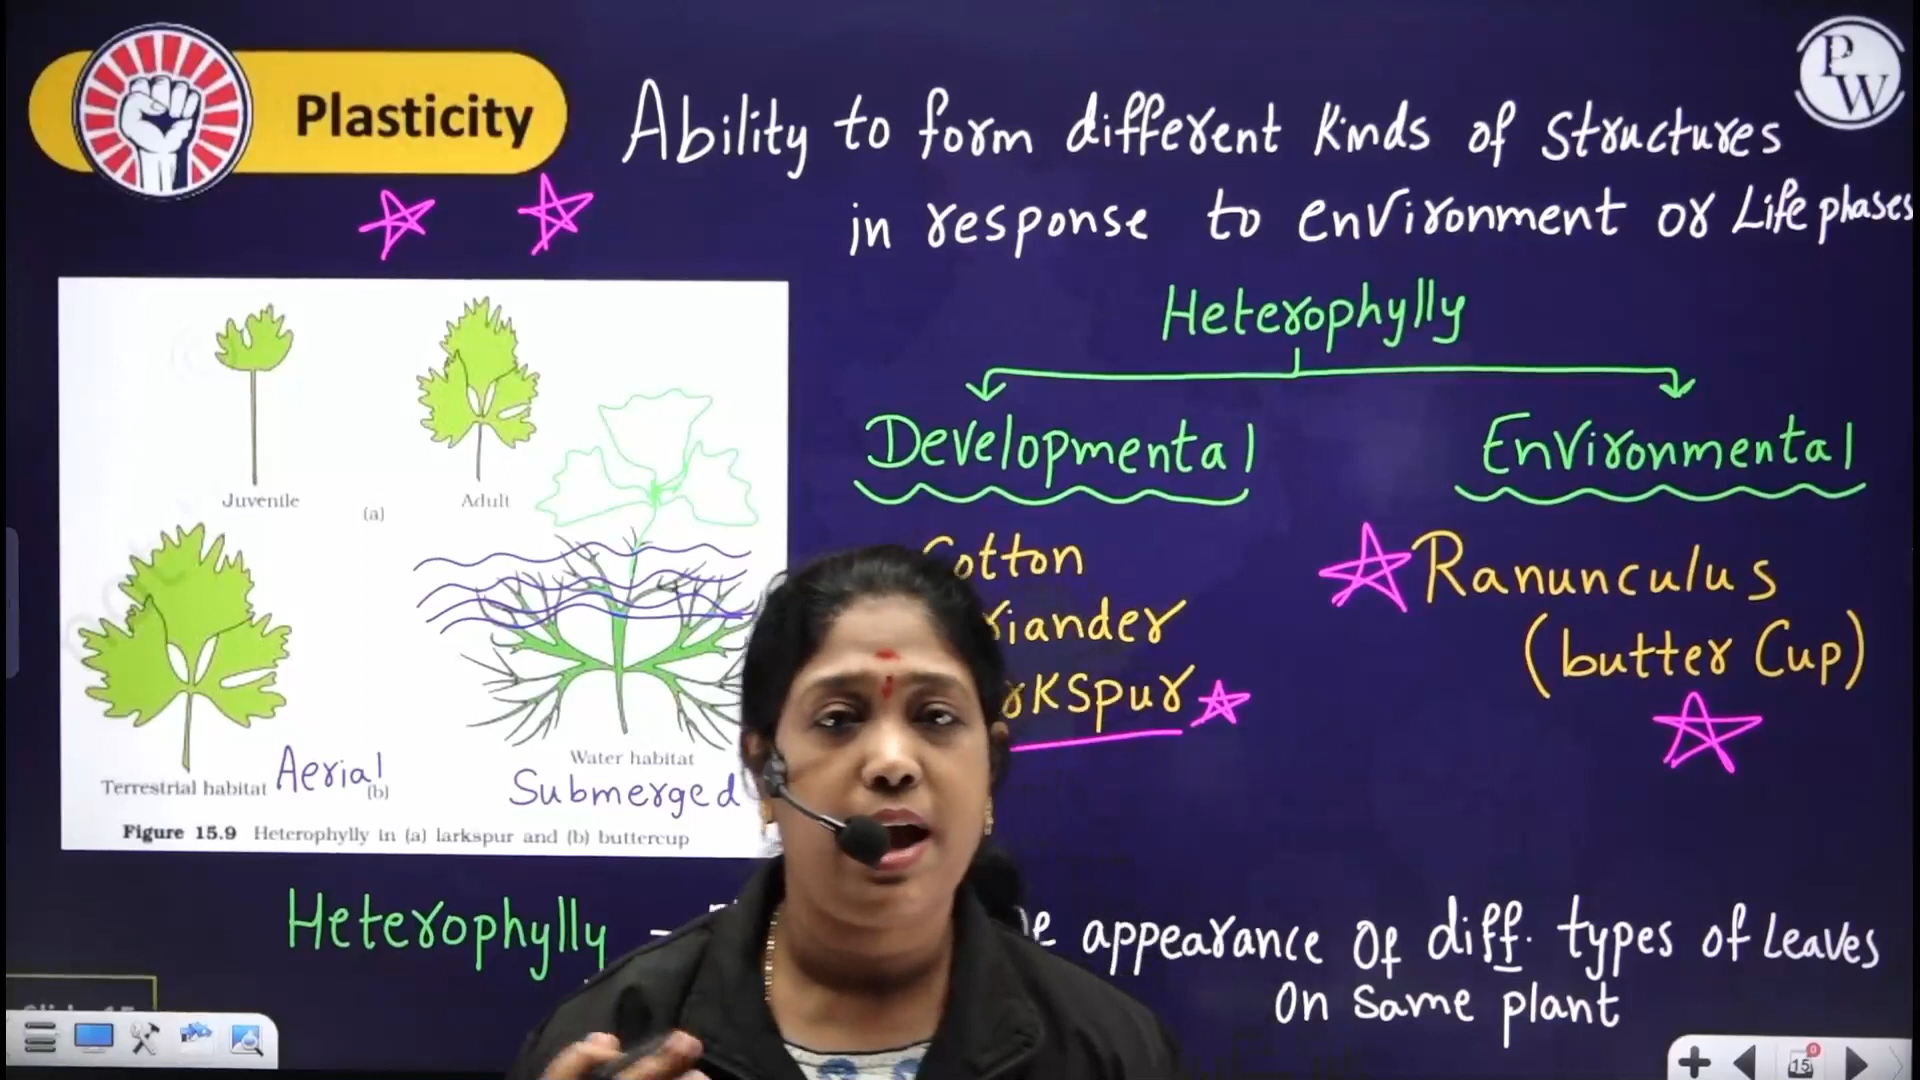 Plasticity
Ability to form different kinds of structures
in response to environment or Life phases
PW
Heterophylly
Developmental
Environmental
Cotton
Ranunculus
(butter Cup)
Juvenile
Adult
(a)
Terrestrial habitat
Aerial
(b)
Water habitat
Submerged
Figure 15.9 Heterophylly in (a) larkspur and (b) buttercup
Heterophylly -
appearance of diff. types of Leaves
on same plant
15